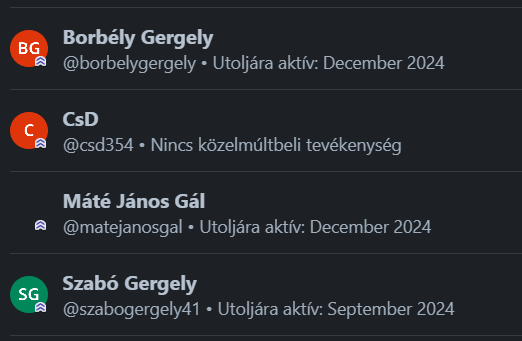 BG
Borbély Gergely
@borbelygergely • Utoljára aktív: December 2024
C
CsD
@csd354 • Nincs közelmúltbeli tevékenység
Máté János Gál
@matejanosgal • Utoljára aktív: December 2024
SG
Szabó Gergely
@szabogergely41 • Utoljára aktív: September 2024